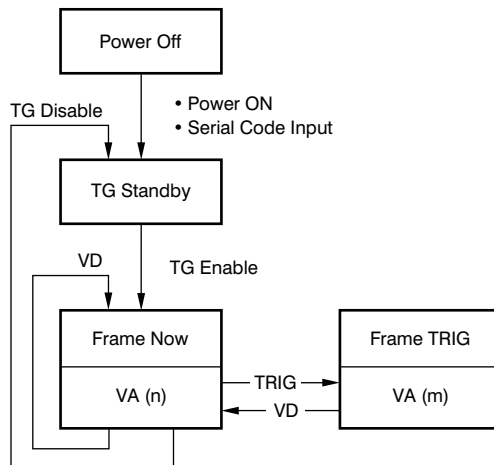 Power Off
• Power ON
TG Disable
• Serial Code Input
TG Standby
VD
TG Enable
Frame Now
Frame TRIG
TRIG
VA (n)
VA (m)
VD